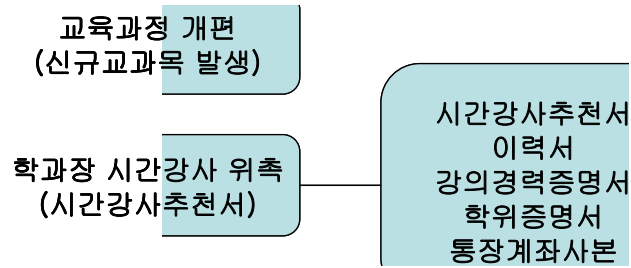 교육과정 개편
(신규교과목 발생)
학과장 시간강사 위촉
(시간강사추천서)
시간강사추천서
이력서
강의경력증명서
학위증명서
통장계좌사본